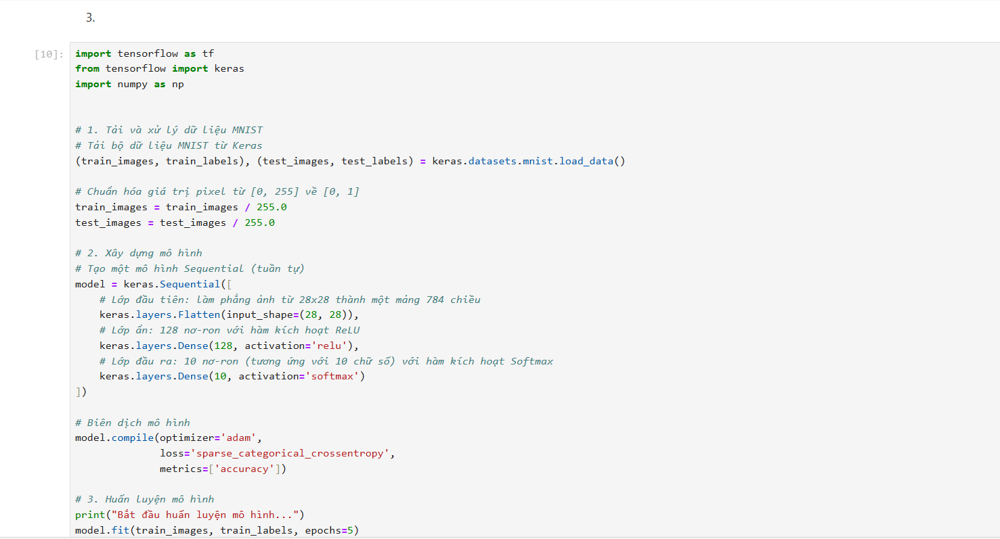 3.
[10]:
import tensorflow as tf
from tensorflow import keras
import numpy as np
# 1. Tải và xử lý dữ liệu MNIST
# Tải bộ dữ liệu MNIST từ Keras
(train_images, train_labels), (test_images, test_labels) = keras.datasets.mnist.load_data()
# Chuẩn hóa giá trị pixel từ [0, 255] về [0, 1]
train_images = train_images / 255.0
test_images = test_images / 255.0
# 2. Xây dựng mô hình
# Tạo một mô hình Sequential (tuần tự)
model = keras.Sequential([
    # Lớp đầu tiên: làm phẳng ảnh từ 28x28 thành một mảng 784 chiều
    keras.layers.Flatten(input_shape=(28, 28)),
    # Lớp ẩn: 128 nơ-ron với hàm kích hoạt ReLU
    keras.layers.Dense(128, activation='relu'),
    # Lớp đầu ra: 10 nơ-ron (tương ứng với 10 chữ số) với hàm kích hoạt Softmax
    keras.layers.Dense(10, activation='softmax')
])
# Biên dịch mô hình
model.compile(optimizer='adam',
              loss='sparse_categorical_crossentropy',
              metrics=['accuracy'])
# 3. Huấn luyện mô hình
print("Bắt đầu huấn luyện mô hình...")
model.fit(train_images, train_labels, epochs=5)